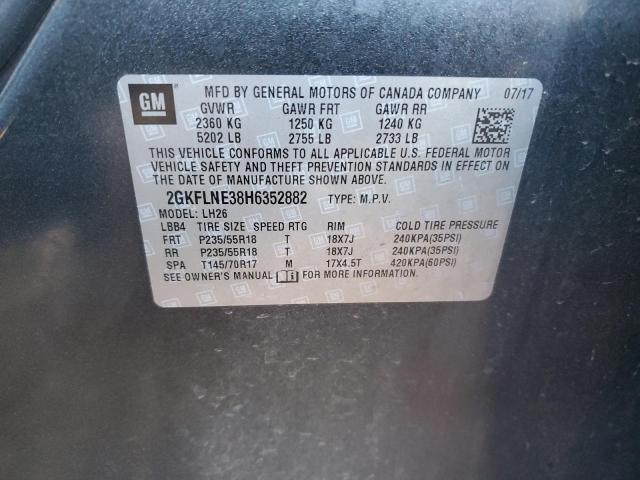 GM
MFD BY GENERAL MOTORS OF CANADA COMPANY 07/17
GVWR GAWR FRT GAWR RR
2360 KG 1250 KG 1240 KG
5202 LB 2755 LB 2733 LB
THIS VEHICLE CONFORMS TO ALL APPLICABLE U.S. FEDERAL MOTOR
VEHICLE SAFETY AND THEFT PREVENTION STANDARDS IN EFFECT ON
THE DATE OF MANUFACTURE SHOWN ABOVE.
2GKFLNE38H6352882 TYPE: M.P.V.
MODEL: LH26
LBB4 TIRE SIZE SPEED RTG RIM COLD TIRE PRESSURE
FRT P235/55R18 T 18X7J 240KPA(35PSI)
RR P235/55R18 T 18X7J 240KPA(35PSI)
SPA T145/70R17 M 17X4.5T 420KPA(60PSI)
SEE OWNER'S MANUAL FOR MORE INFORMATION.